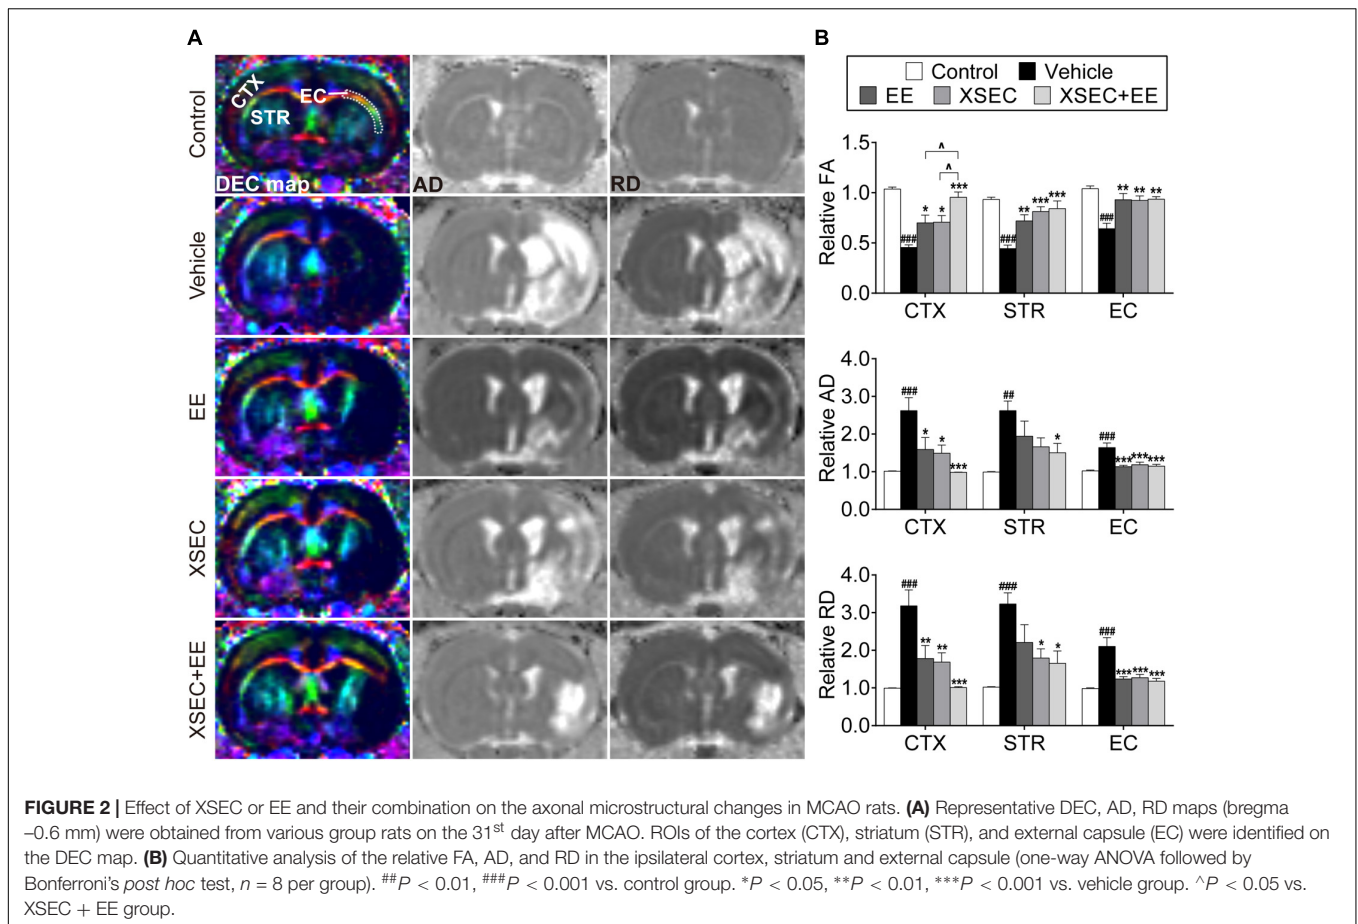 A
Control
CTX
EC
STR
DEC map
AD
RD
Vehicle
EE
XSEC
XSEC+EE
B
Control Vehicle
EE XSEC XSEC+EE
Relative FA
1.5
1.0
0.5
0.0
^
^
### * * ***
### ** *** ***
### ** ** **
CTX STR EC
Relative AD
4.0
3.0
2.0
1.0
0.0
### * * ***
## *
### *** *** ***
CTX STR EC
Relative RD
4.0
3.0
2.0
1.0
0.0
### ** ** ***
### * *
### *** *** ***
CTX STR EC
FIGURE 2 | Effect of XSEC or EE and their combination on the axonal microstructural changes in MCAO rats. (A) Representative DEC, AD, RD maps (bregma
–0.6 mm) were obtained from various group rats on the 31st day after MCAO. ROIs of the cortex (CTX), striatum (STR), and external capsule (EC) were identified on
the DEC map. (B) Quantitative analysis of the relative FA, AD, and RD in the ipsilateral cortex, striatum and external capsule (one-way ANOVA followed by
Bonferroni's post hoc test, n = 8 per group). ##P < 0.01, ###P < 0.001 vs. control group. *P < 0.05, **P < 0.01, ***P < 0.001 vs. vehicle group. ^P < 0.05 vs.
XSEC + EE group.